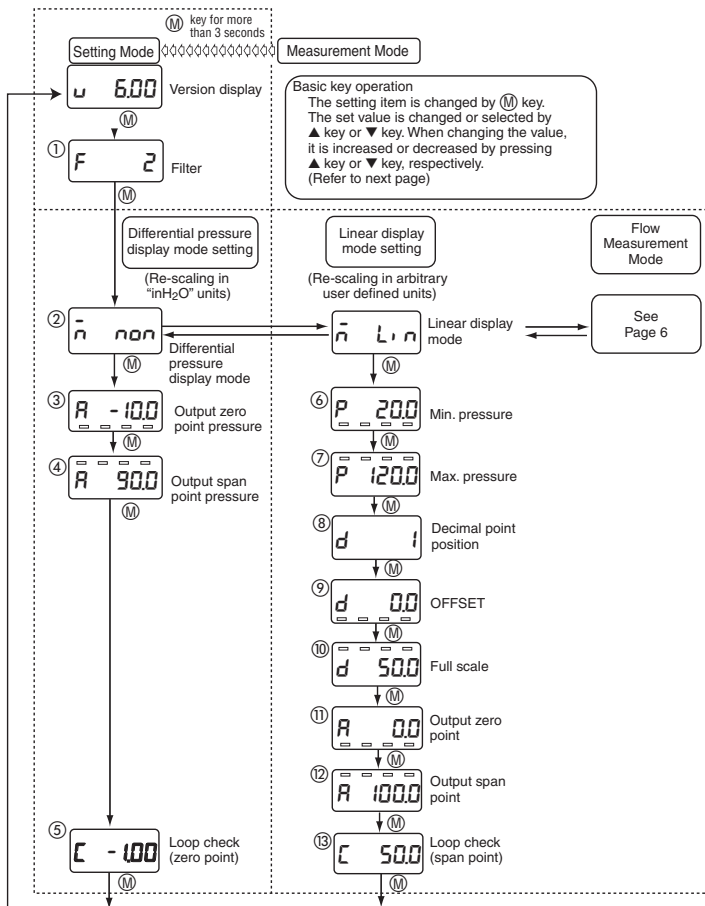 Ⓜ key for more
than 3 seconds
Setting Mode
Measurement Mode
υ 6.00
Version display
Ⓜ
① F 2
Filter
Ⓜ
Basic key operation
The setting item is changed by Ⓜ key.
The set value is changed or selected by
▲ key or ▼ key. When changing the value,
it is increased or decreased by pressing
▲ key or ▼ key, respectively.
(Refer to next page)
Differential pressure
display mode setting
(Re-scaling in
“inH₂O” units)
② n̄ non
Differential
pressure
display mode
Ⓜ
③ A -10.0
Output zero
point pressure
Ⓜ
④ A 90.0
Output span
point pressure
Ⓜ
⑤ C -1.00
Loop check
(zero point)
Ⓜ
Linear display
mode setting
(Re-scaling in arbitrary
user defined units)
n̄ Lin
Linear display
mode
Ⓜ
⑥ P 20.0
Min. pressure
Ⓜ
⑦ P 120.0
Max. pressure
Ⓜ
⑧ d 1
Decimal point
position
Ⓜ
⑨ d 0.0
OFFSET
Ⓜ
⑩ d 50.0
Full scale
Ⓜ
⑪ A 0.0
Output zero
point
Ⓜ
⑫ A 100.0
Output span
point
Ⓜ
⑬ C 50.0
Loop check
(span point)
Ⓜ
Flow
Measurement
Mode
See
Page 6